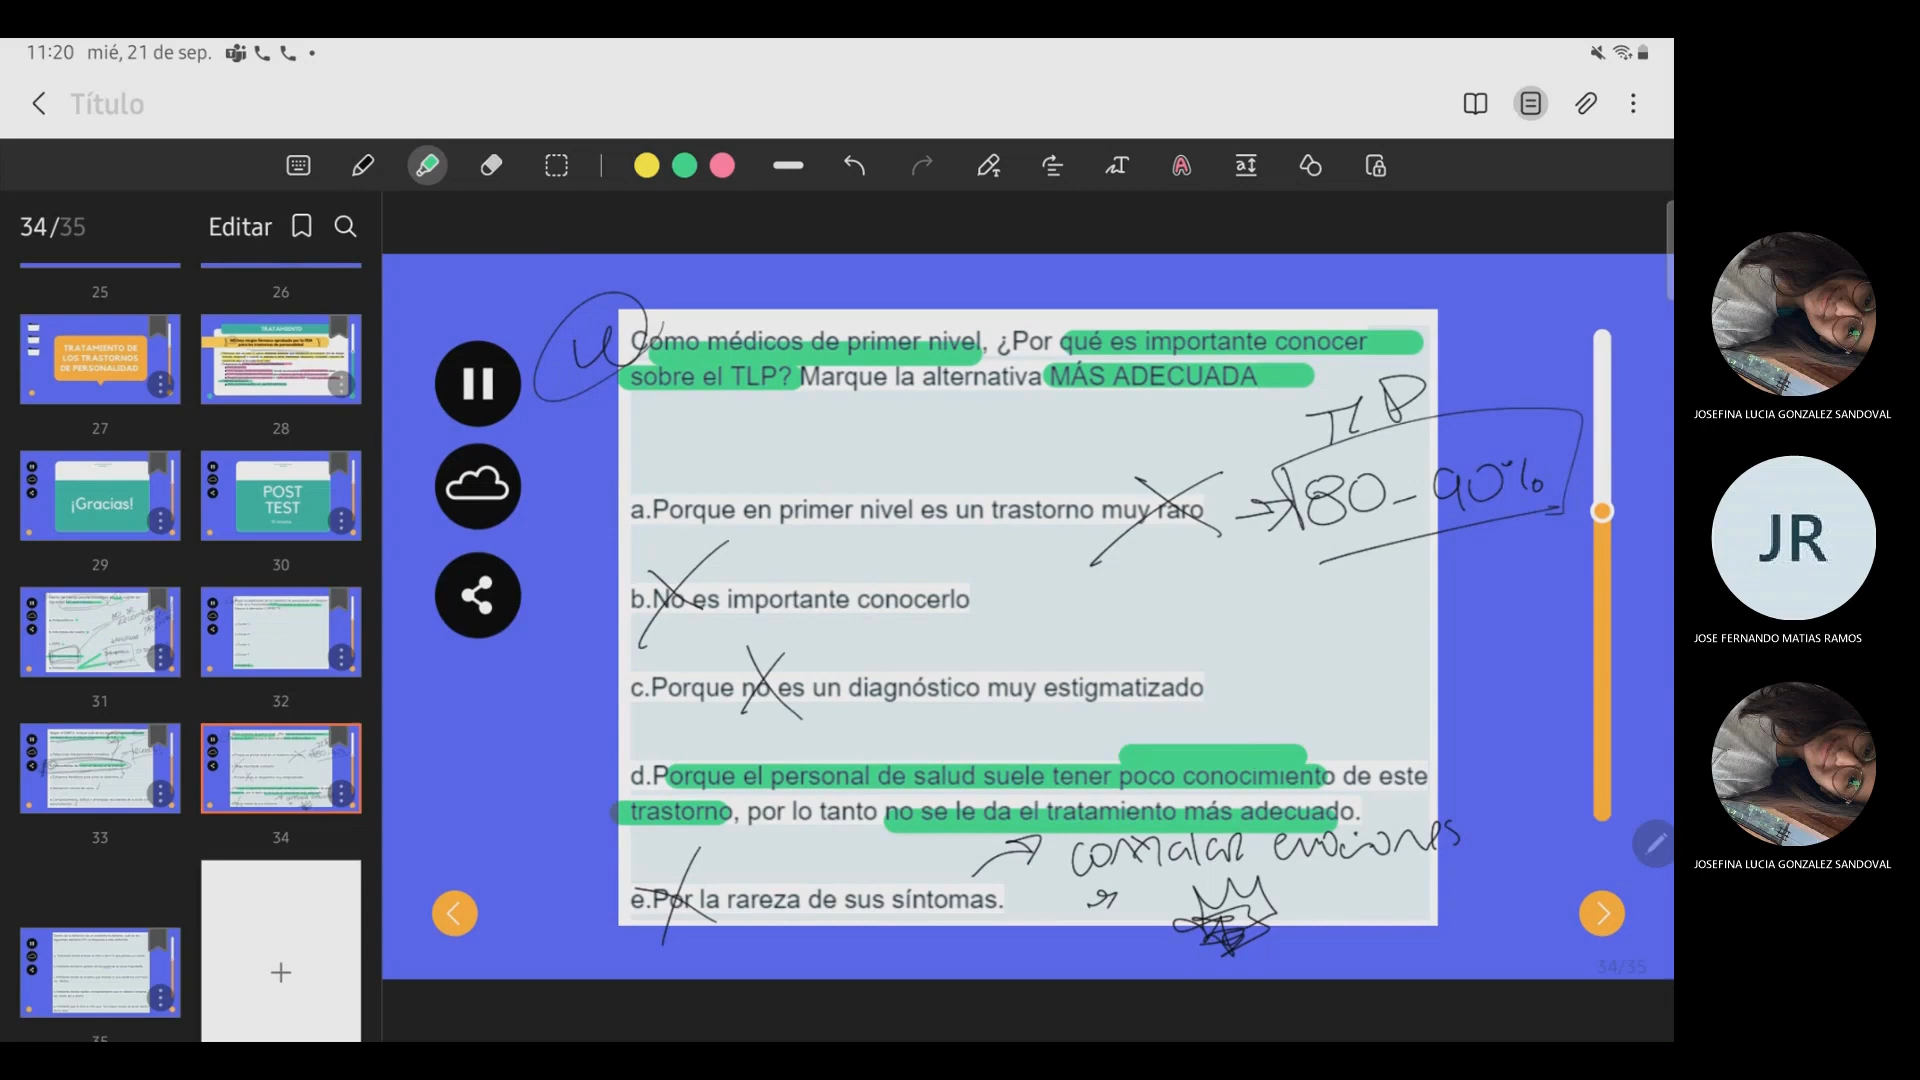 11:20 mié, 21 de sep.
Título
34/35
Editar
25
26
TRATAMIENTO DE
LOS TRASTORNOS
DE PERSONALIDAD
TRATAMIENTO
27
28
¡Gracias!
POST
TEST
29
30
31
32
33
34
35
Como médicos de primer nivel, ¿Por qué es importante conocer
sobre el TLP? Marque la alternativa MÁS ADECUADA
TLP
80-90%
a.Porque en primer nivel es un trastorno muy raro
b.No es importante conocerlo
c.Porque no es un diagnóstico muy estigmatizado
d.Porque el personal de salud suele tener poco conocimiento de este
trastorno, por lo tanto no se le da el tratamiento más adecuado.
emociones
e.Por la rareza de sus síntomas.
34/35
JOSEFINA LUCIA GONZALEZ SANDOVAL
JR
JOSE FERNANDO MATIAS RAMOS
JOSEFINA LUCIA GONZALEZ SANDOVAL